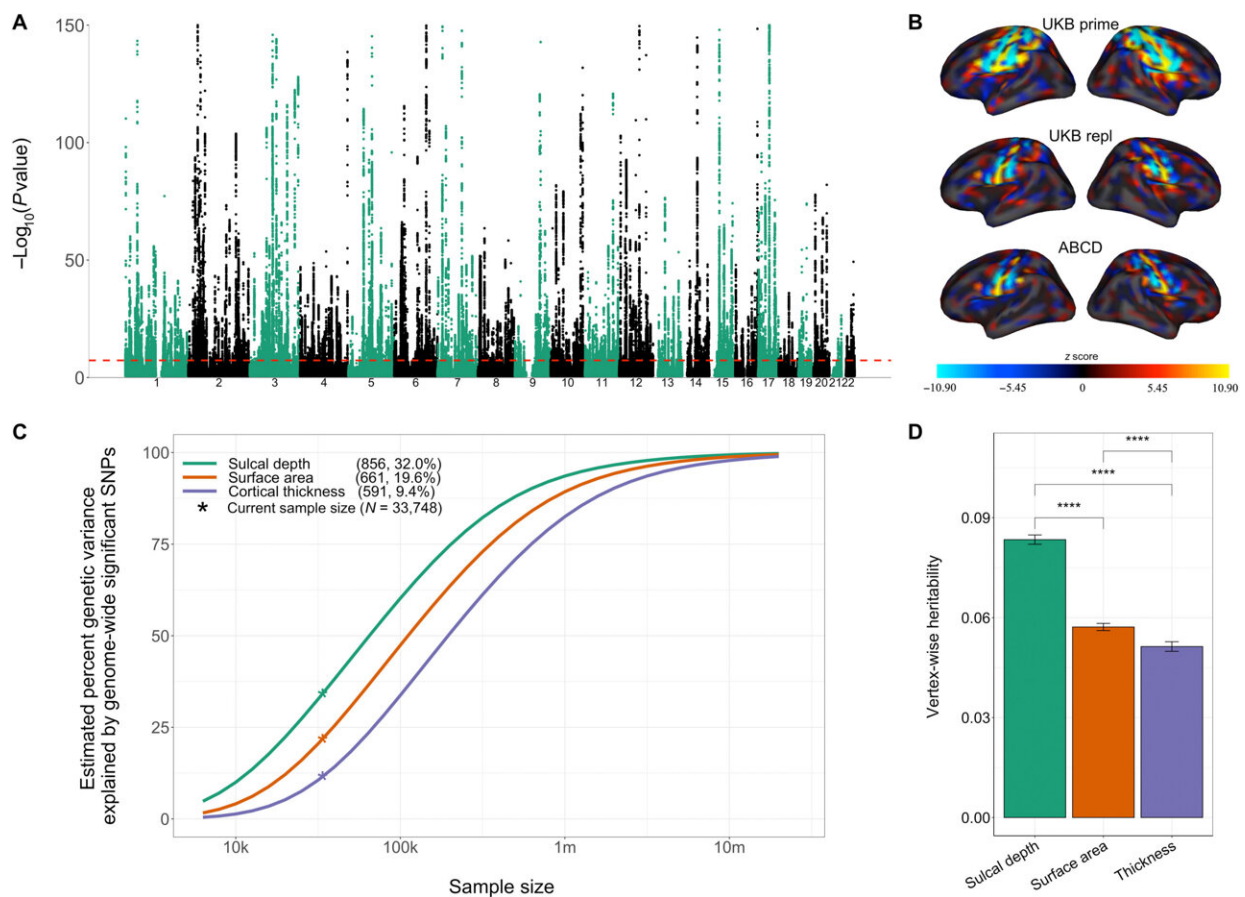 A
−Log10(P value)
150
100
50
0
1 2 3 4 5 6 7 8 9 10 11 12 13 14 15 16 17 18 19 20 21 22
B
UKB prime
UKB repl
ABCD
z score
−10.90 −5.45 0 5.45 10.90
C
Estimated percent genetic variance
explained by genome-wide significant SNPs
100
75
50
25
0
Sulcal depth (856, 32.0%)
Surface area (661, 19.6%)
Cortical thickness (591, 9.4%)
* Current sample size (N = 33,748)
10k 100k 1m 10m
Sample size
D
Vertex-wise heritability
0.09
0.06
0.03
0.00
****
****
****
Sulcal depth
Surface area
Thickness